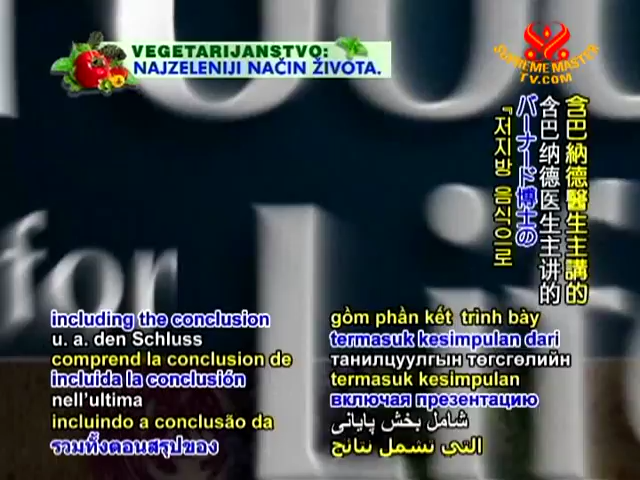 VEGETARIJANSTVO:
NAJZELENIJI NAČIN ŽIVOTA.
SUPREME MASTER
TV.COM
含巴納德醫生主講的
含巴纳德医生主讲的
バーナード博士の
『저지방 음식으로
for
Life
including the conclusion
u. a. den Schluss
comprend la conclusion de
incluida la conclusión
nell'ultima
incluindo a conclusão da
รวมทั้งตอนสรุปของ
gồm phần kết trình bày
termasuk kesimpulan dari
танилцуулгын төгсгөлийн
termasuk kesimpulan
включая презентацию
شامل بخش پایانی
التي تشمل نتائج